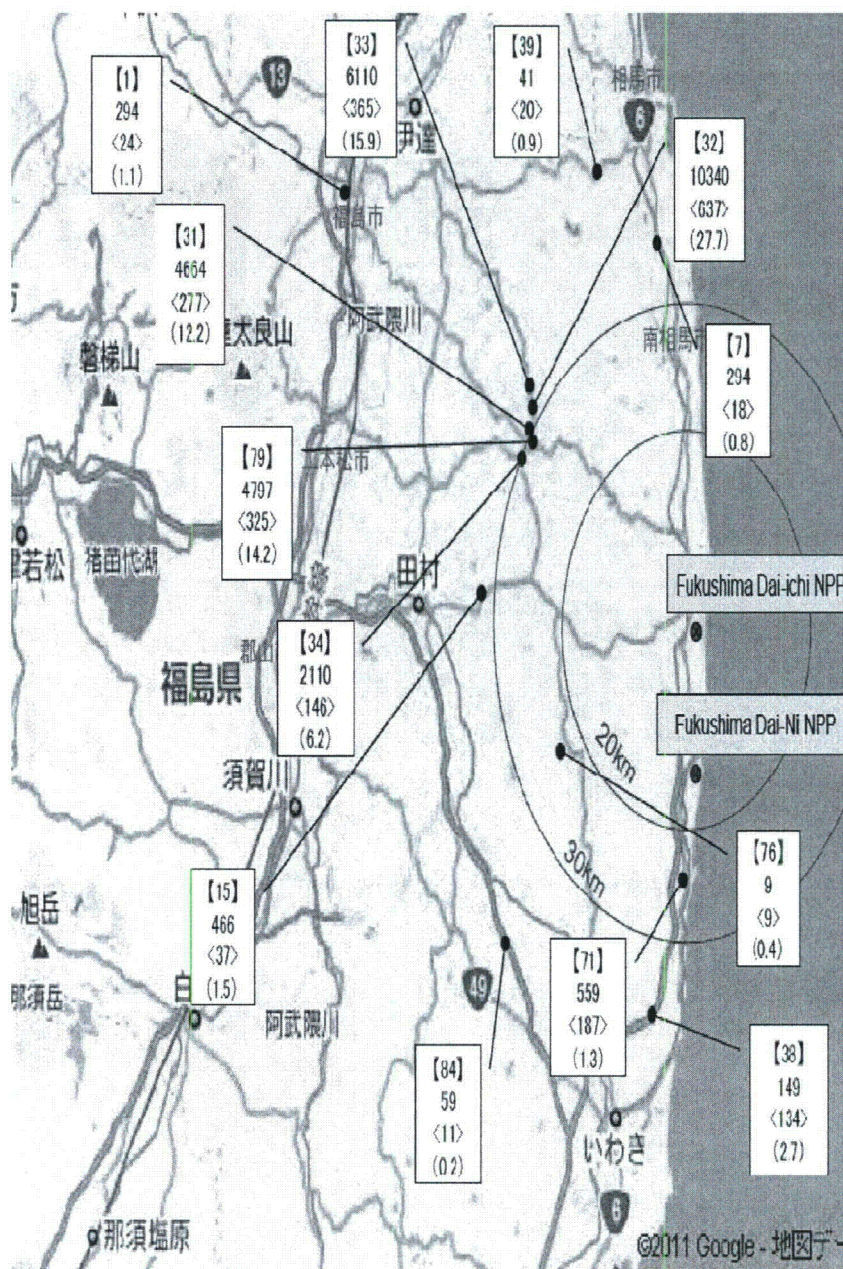 【33】
6110
<365>
(15.9)
【39】
41
<20>
(0.9)
相馬市
【1】
294
<24>
(1.1)
13
伊達
6
【32】
10340
<637>
(27.7)
福島市
【31】
4664
<277>
(12.2)
阿武隈川
太良山
磐梯山
南相馬市
【7】
294
<18>
(0.8)
【79】
4797
<325>
(14.2)
二本松市
若松
猪苗代湖
田村
Fukushima Dai-ichi NPP
郡山
福島県
【34】
2110
<146>
(6.2)
Fukushima Dai-Ni NPP
20km
須賀川
30km
【76】
9
<9>
(0.4)
【15】
466
<37>
(1.5)
旭岳
那須岳
白
阿武隈川
49
【71】
559
<187>
(1.3)
【38】
149
<134>
(2.7)
【84】
59
<11>
(0.2)
いわき
6
那須塩原
©2011 Google - 地図デー